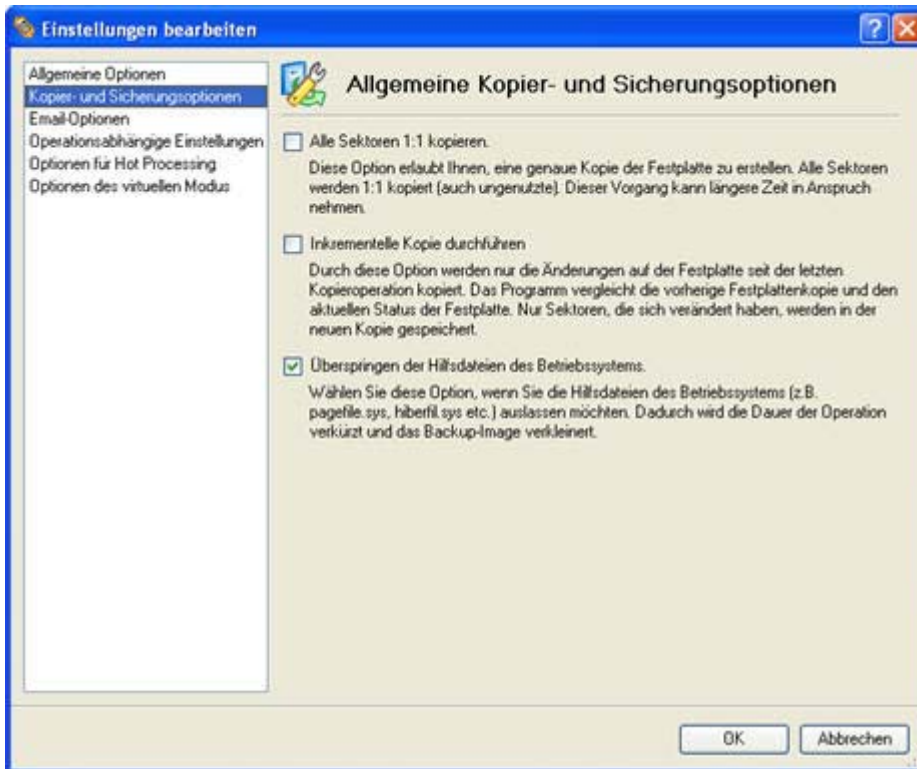 Einstellungen bearbeiten
Allgemeine Optionen
Kopier- und Sicherungsoptionen
Email-Optionen
Operationsabhängige Einstellungen
Optionen für Hot Processing
Optionen des virtuellen Modus
Allgemeine Kopier- und Sicherungsoptionen
Alle Sektoren 1:1 kopieren.
Diese Option erlaubt Ihnen, eine genaue Kopie der Festplatte zu erstellen. Alle Sektoren
werden 1:1 kopiert (auch ungenutzte). Dieser Vorgang kann längere Zeit in Anspruch
nehmen.
Inkrementelle Kopie durchführen
Durch diese Option werden nur die Änderungen auf der Festplatte seit der letzten
Kopieroperation kopiert. Das Programm vergleicht die vorherige Festplattenkopie und den
aktuellen Status der Festplatte. Nur Sektoren, die sich verändert haben, werden in der
neuen Kopie gespeichert.
Überspringen der Hilfsdateien des Betriebssystems.
Wählen Sie diese Option, wenn Sie die Hilfsdateien des Betriebssystems (z.B.
pagefile.sys, hiberfil.sys etc.) auslassen möchten. Dadurch wird die Dauer der Operation
verkürzt und das Backup-Image verkleinert.
OK
Abbrechen